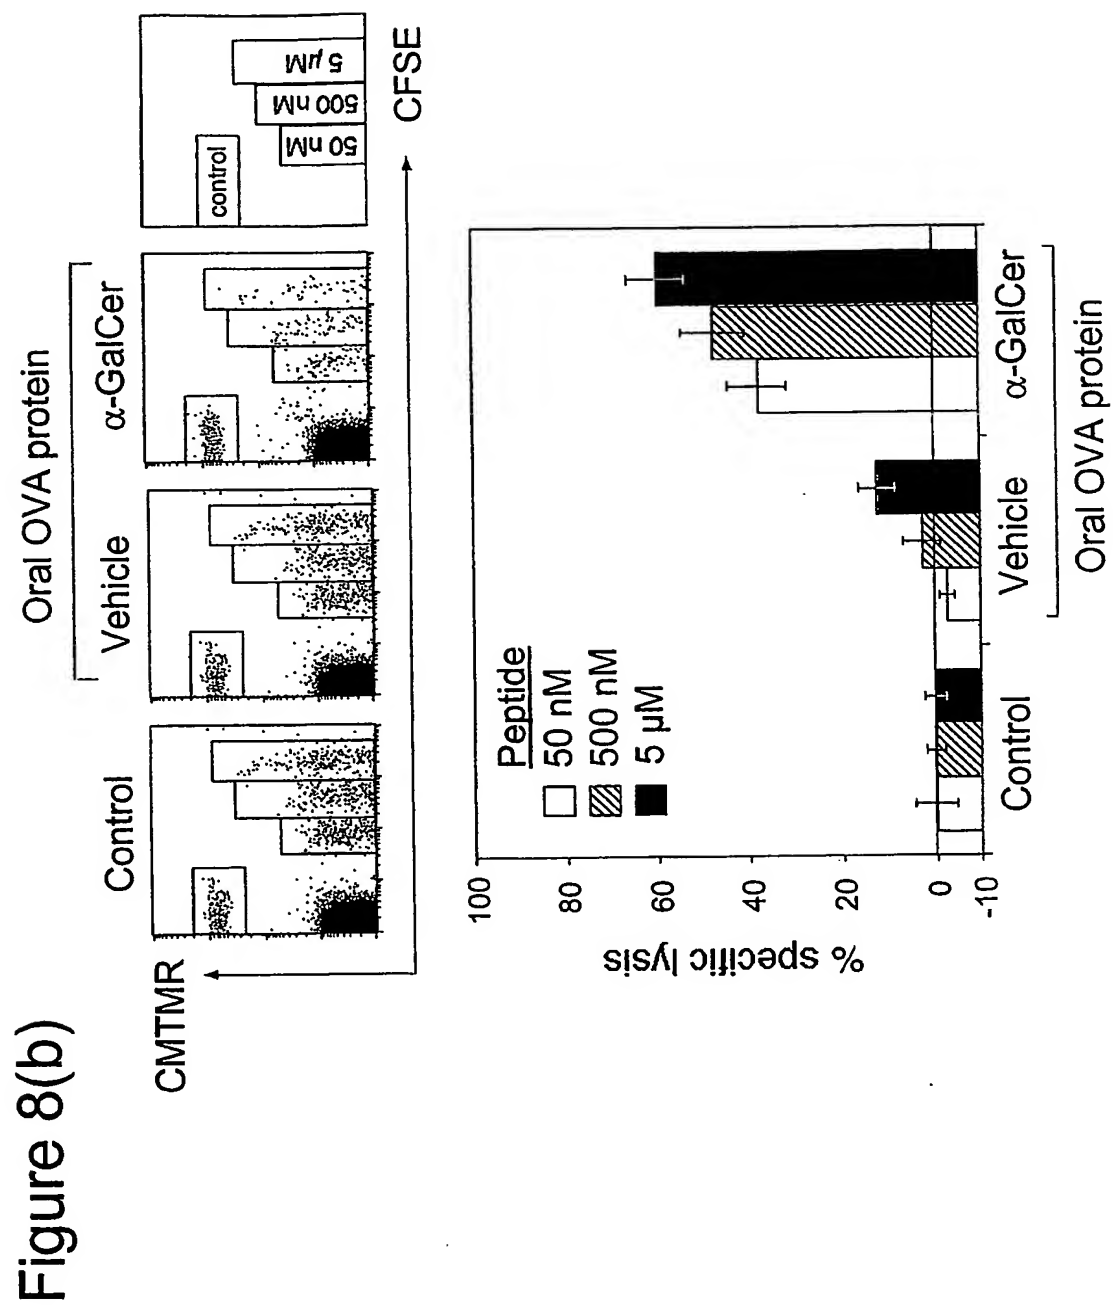 Figure 8(b)
Oral OVA protein
Control
Vehicle
α-GalCer
CMTMR
control
50 nM
500 nM
5 µM
CFSE
% specific lysis
100
80
60
40
20
0
-10
Peptide
50 nM
500 nM
5 µM
Control
Vehicle
α-GalCer
Oral OVA protein